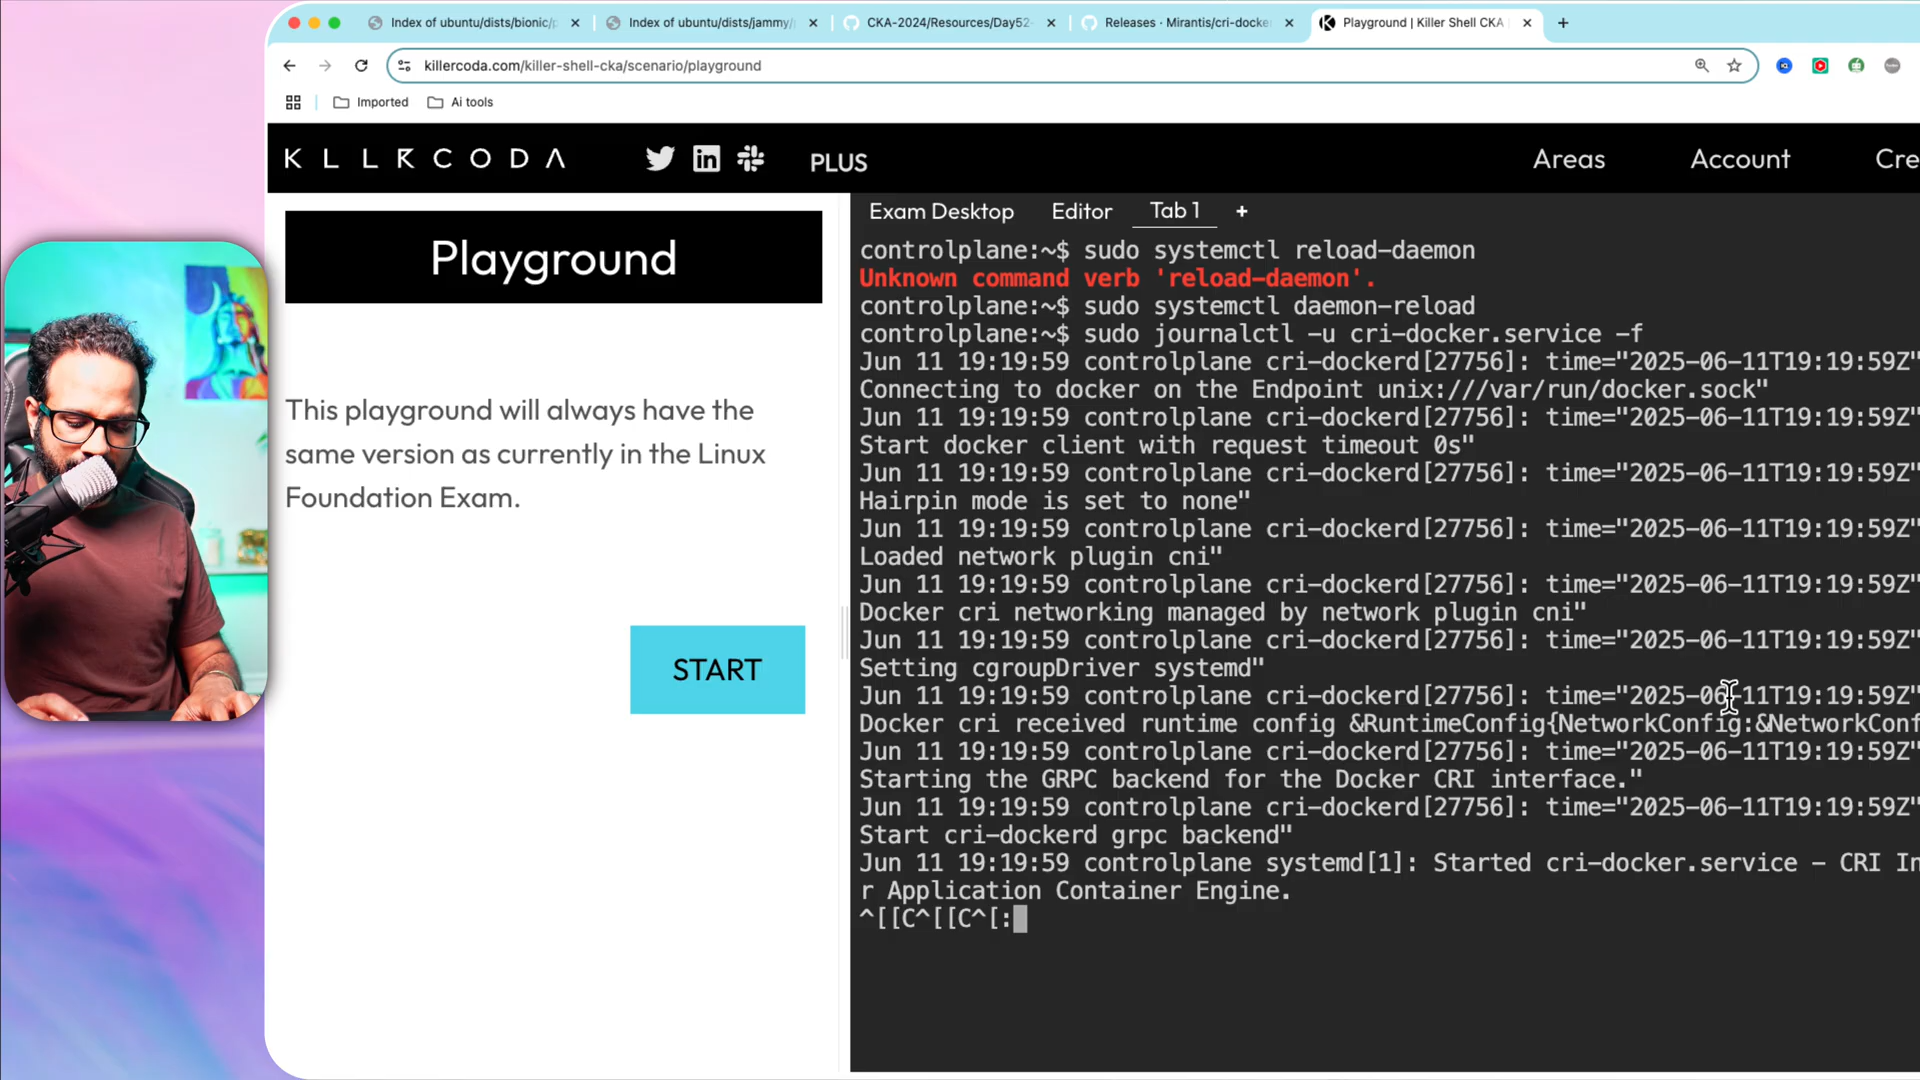 Index of ubuntu/dists/bionic/
Index of ubuntu/dists/jammy/
CKA-2024/Resources/Day52-
Releases · Mirantis/cri-docke
Playground | Killer Shell CKA
killercoda.com/killer-shell-cka/scenario/playground
Imported
Ai tools
KLLRCODA
PLUS
Areas
Account
Cre
Playground
This playground will always have the
same version as currently in the Linux
Foundation Exam.
START
Exam Desktop
Editor
Tab 1
+
controlplane:~$ sudo systemctl reload-daemon
Unknown command verb 'reload-daemon'.
controlplane:~$ sudo systemctl daemon-reload
controlplane:~$ sudo journalctl -u cri-docker.service -f
Jun 11 19:19:59 controlplane cri-dockerd[27756]: time="2025-06-11T19:19:59Z"
Connecting to docker on the Endpoint unix:///var/run/docker.sock"
Jun 11 19:19:59 controlplane cri-dockerd[27756]: time="2025-06-11T19:19:59Z"
Start docker client with request timeout 0s"
Jun 11 19:19:59 controlplane cri-dockerd[27756]: time="2025-06-11T19:19:59Z"
Hairpin mode is set to none"
Jun 11 19:19:59 controlplane cri-dockerd[27756]: time="2025-06-11T19:19:59Z"
Loaded network plugin cni"
Jun 11 19:19:59 controlplane cri-dockerd[27756]: time="2025-06-11T19:19:59Z"
Docker cri networking managed by network plugin cni"
Jun 11 19:19:59 controlplane cri-dockerd[27756]: time="2025-06-11T19:19:59Z"
Setting cgroupDriver systemd"
Jun 11 19:19:59 controlplane cri-dockerd[27756]: time="2025-06-11T19:19:59Z"
Docker cri received runtime config &RuntimeConfig{NetworkConfig:&NetworkConf
Jun 11 19:19:59 controlplane cri-dockerd[27756]: time="2025-06-11T19:19:59Z"
Starting the GRPC backend for the Docker CRI interface."
Jun 11 19:19:59 controlplane cri-dockerd[27756]: time="2025-06-11T19:19:59Z"
Start cri-dockerd grpc backend"
Jun 11 19:19:59 controlplane systemd[1]: Started cri-docker.service - CRI In
r Application Container Engine.
^[[C^[[C^[: